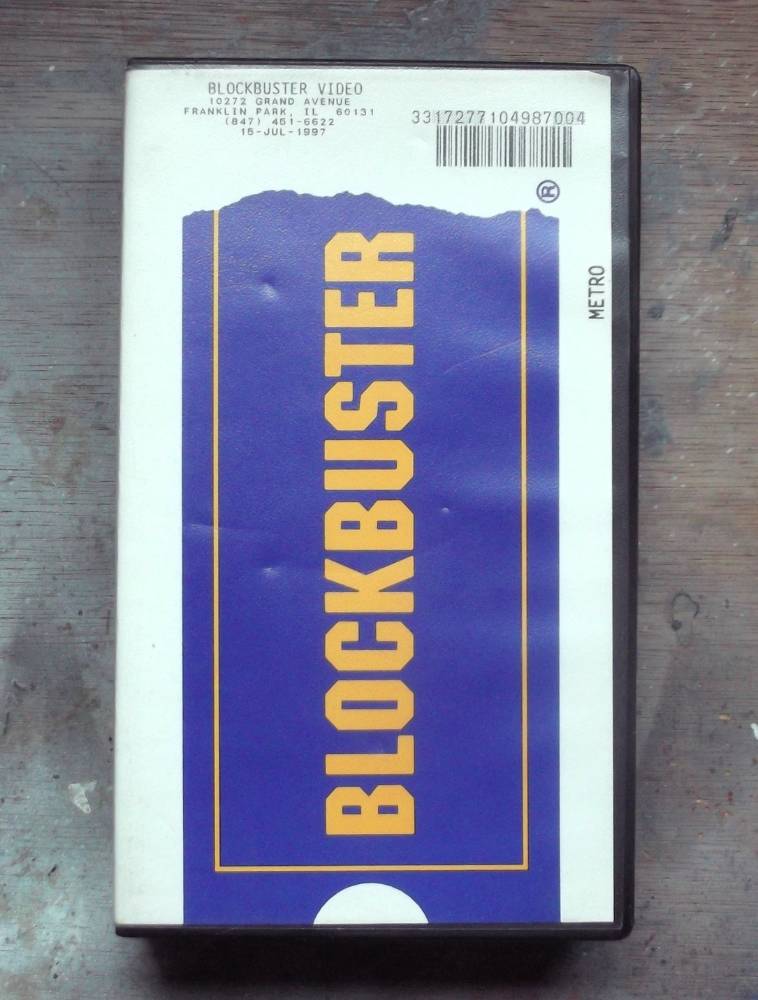 BLOCKBUSTER VIDEO
10272 GRAND AVENUE
FRANKLIN PARK, IL 60131
(847) 451-6622
15-JUL-1997
3317277104987004
®
METRO
BLOCKBUSTER